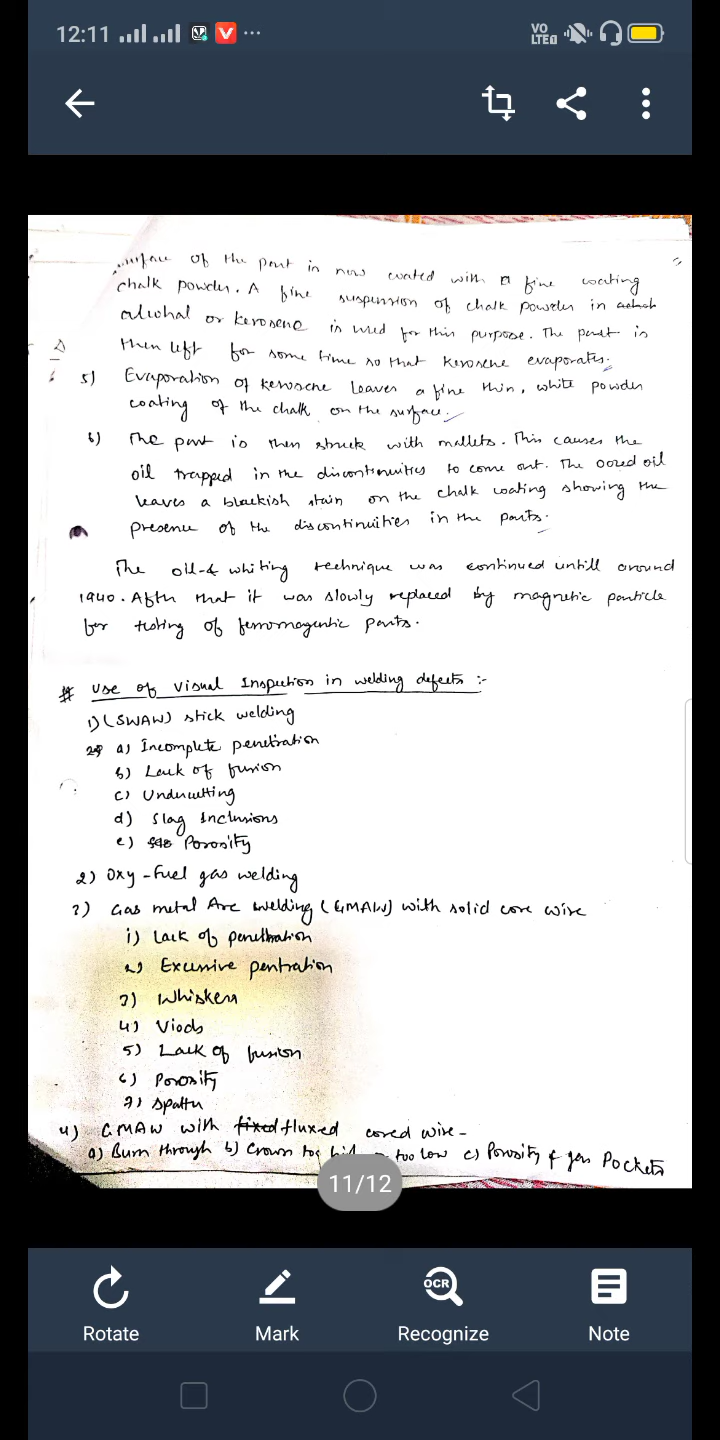 12:11
VO LTE1
surface of the part in now coated with a fine coating
chalk powder. A fine suspension of chalk powder in
alcohal or kerosene is used for this purpose. The part is
then left for some time so that kerosene evaporates.
5) Evaporation of kerosene leaves a fine thin, white powder
coating of the chalk on the surface.
6) The part is then struck with mallets. This causes the
oil trapped in the discontinuities to come out. The oozed oil
leaves a blackish stain on the chalk coating showing the
presence of the discontinuities in the parts.
The oil-& whiting technique was continued untill around
1940. After that it was slowly replaced by magnetic particle
for testing of ferromagentic parts.
# Use of Visual Inspection in welding defects :-
1) (SWAW) stick welding
a) Incomplete penetration
b) Lack of fusion
c) Undercutting
d) Slag Inclusions
e) Porosity
2) Oxy-Fuel gas welding
3) Gas metal Arc Welding (GMAW) with solid core wire
i) Lack of penetration
2) Excessive pentration
3) Whiskers
4) Viods
5) Lack of fusion
6) Porosity
7) Spatter
4) GMAW with fixed fluxed cored wire-
a) Burn through b) Crown too too low c) Porosity & gas Pockets
11/12
Rotate
Mark
OCR
Recognize
Note